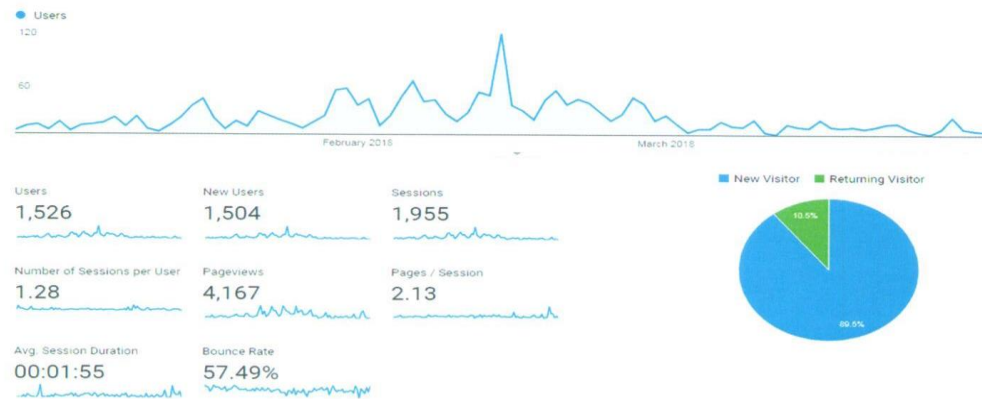 Users
120
60
February 2018
March 2018
Users
1,526
New Users
1,504
Sessions
1,955
Number of Sessions per User
1.28
Pageviews
4,167
Pages / Session
2.13
Avg. Session Duration
00:01:55
Bounce Rate
57.49%
New Visitor
Returning Visitor
10.5%
89.5%